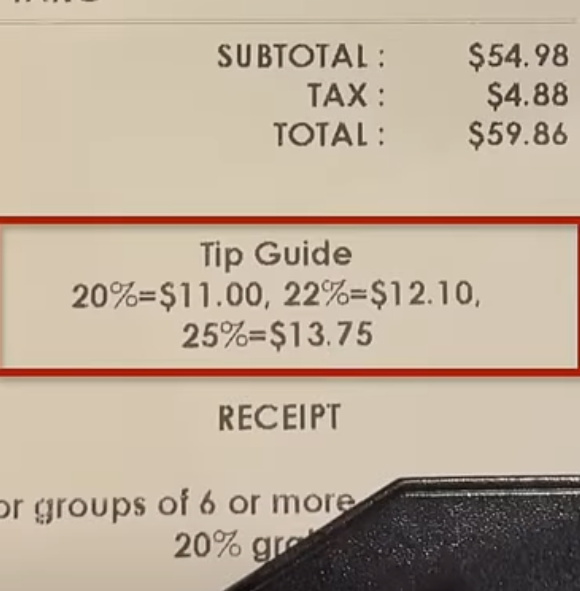 SUBTOTAL: $54.98
TAX: $4.88
TOTAL: $59.86
Tip Guide
20%=$11.00, 22%=$12.10,
25%=$13.75
RECEIPT
groups of 6 or more
20%